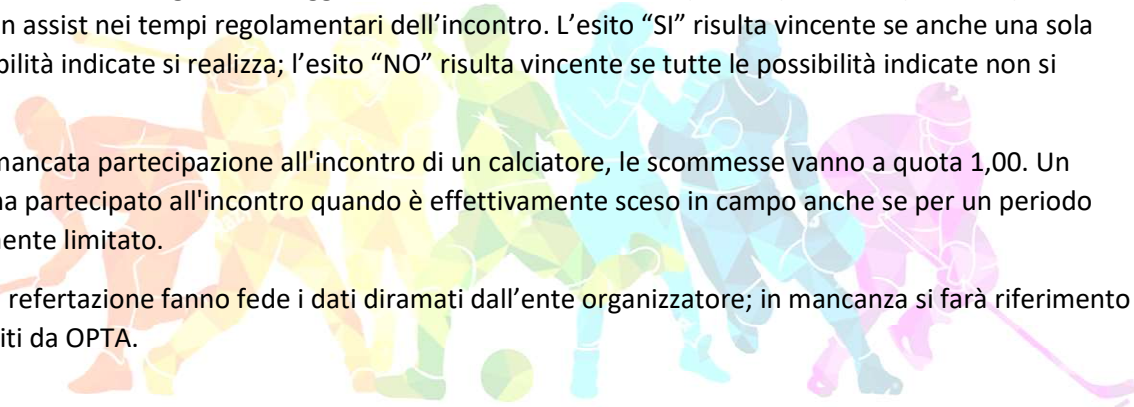 n assist nei tempi regolamentari dell’incontro. L’esito “SI” risulta vincente se anche una sola
bilità indicate si realizza; l’esito “NO” risulta vincente se tutte le possibilità indicate non si
mancata partecipazione all'incontro di un calciatore, le scommesse vanno a quota 1,00. Un
na partecipato all'incontro quando è effettivamente sceso in campo anche se per un periodo
nente limitato.
refertazione fanno fede i dati diramati dall’ente organizzatore; in mancanza si farà riferimento
iti da OPTA.